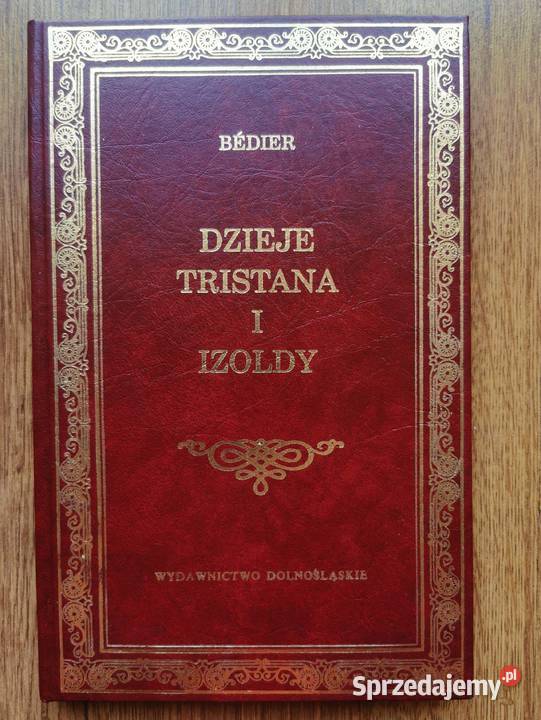 BÉDIER
DZIEJE
TRISTANA
I
IZOLDY
WYDAWNICTWO DOLNOŚLĄSKIE
Sprzedajemy.pl